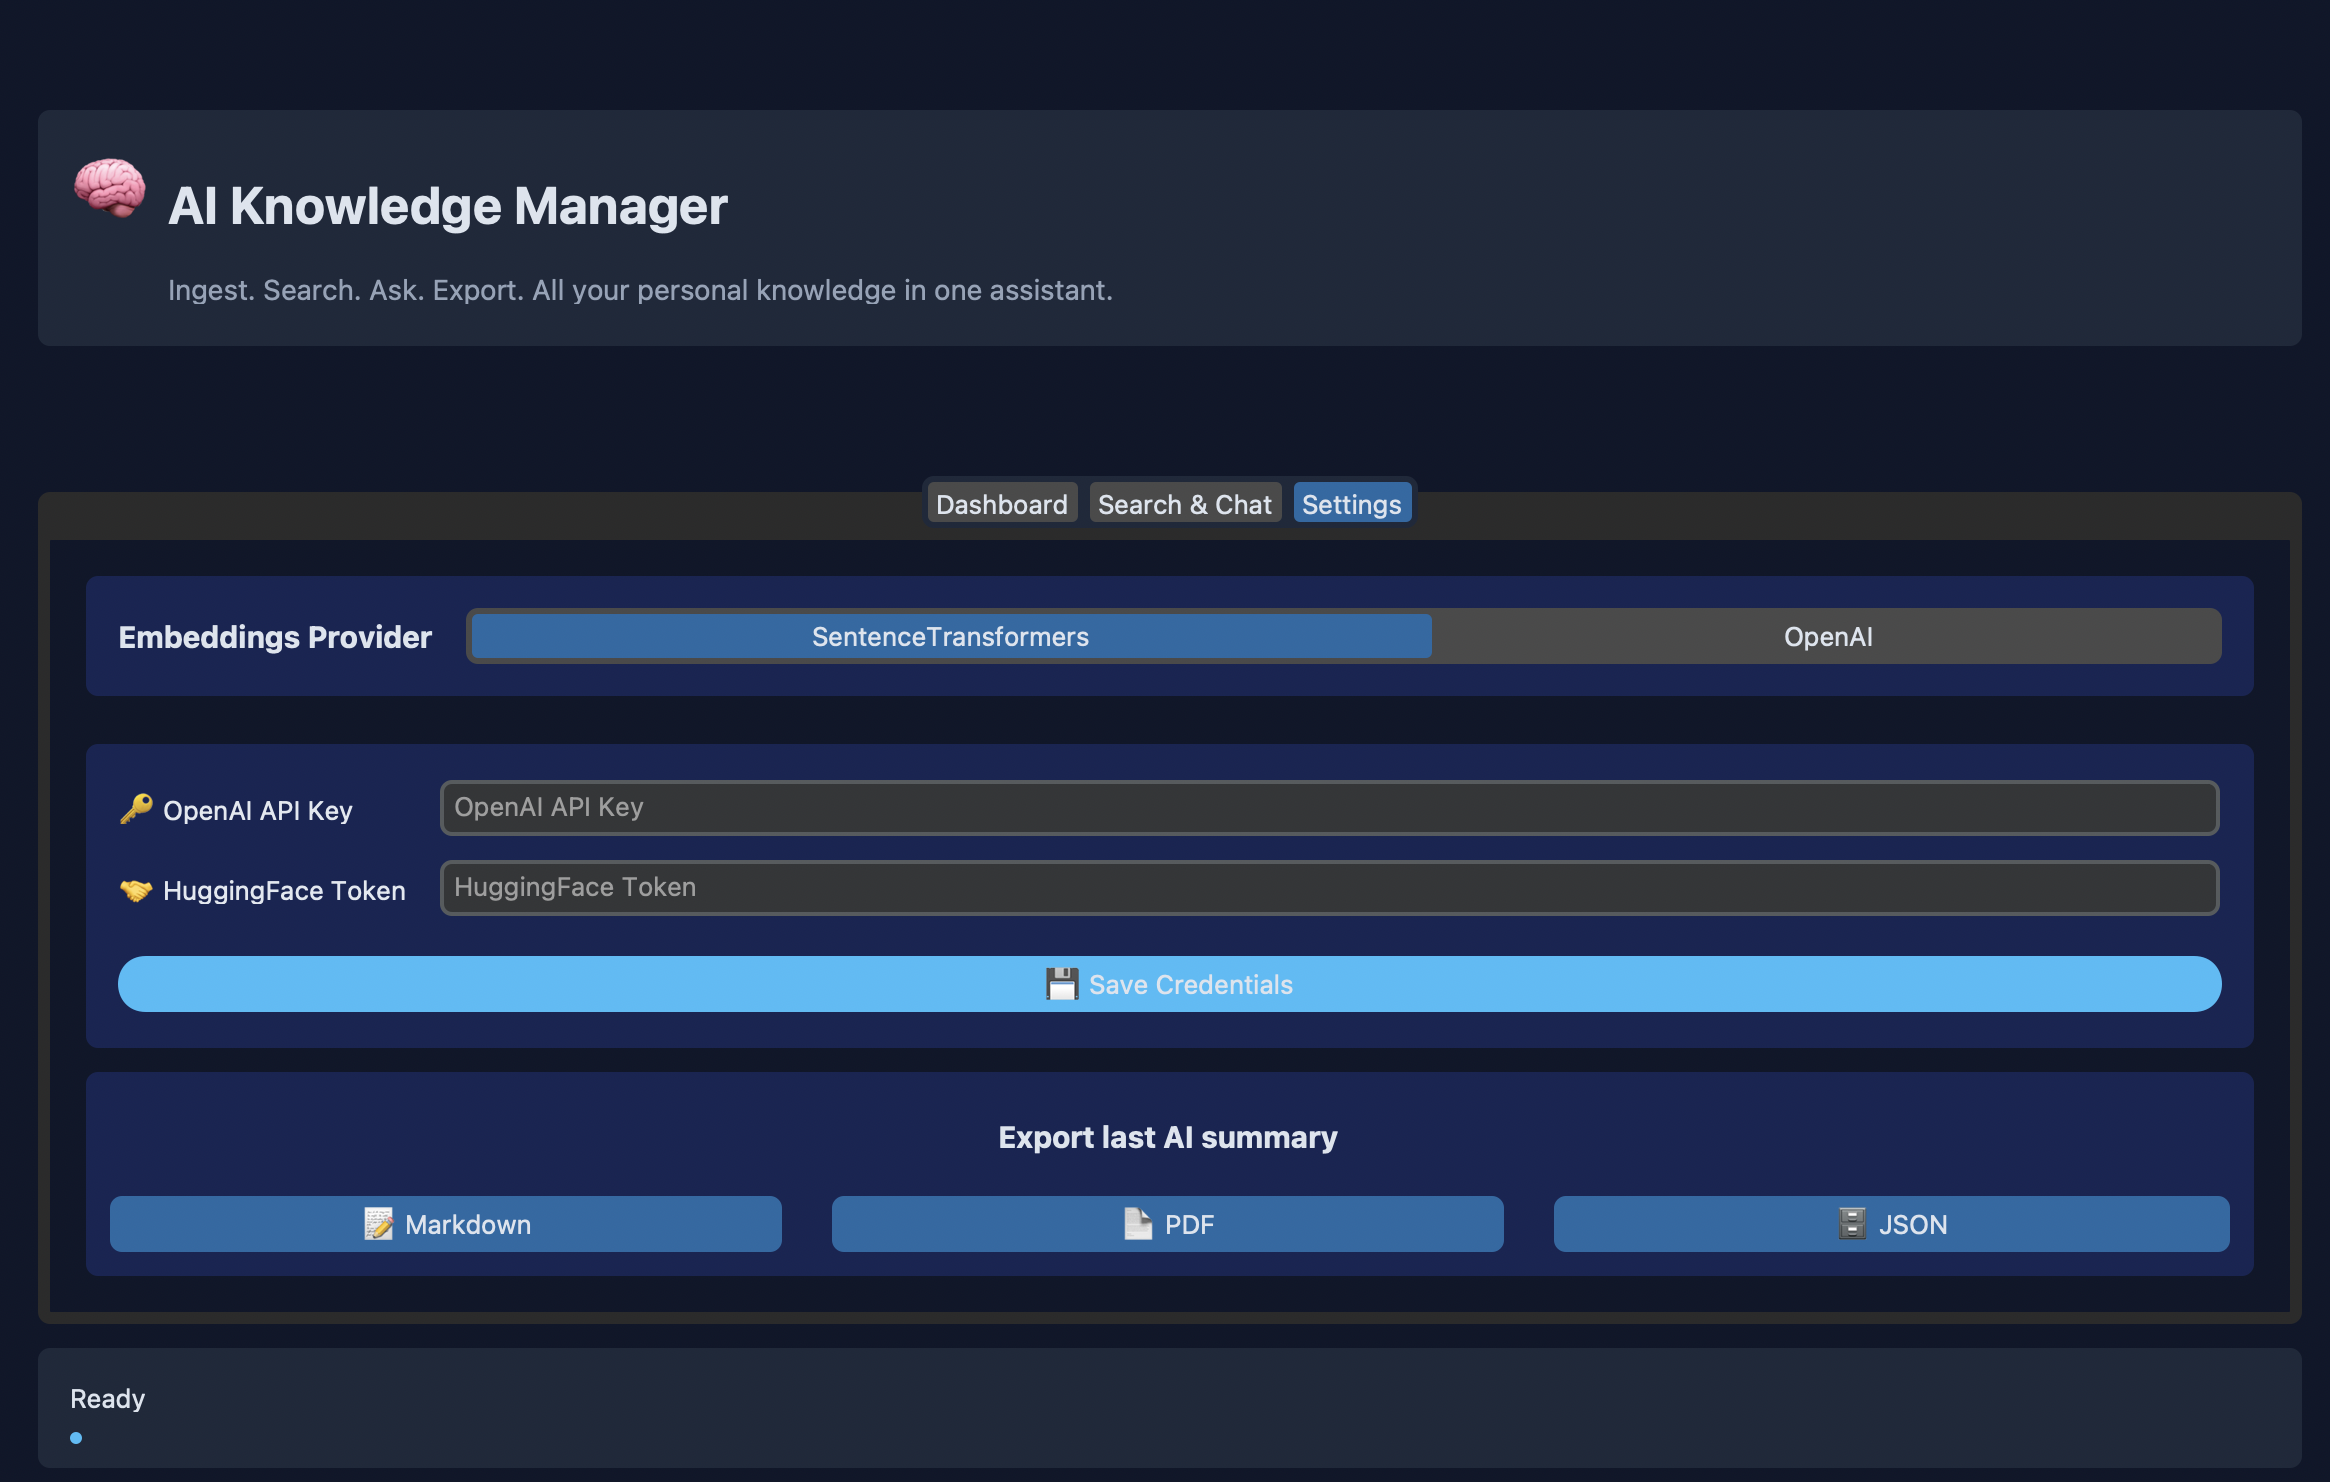 AI Knowledge Manager
Ingest. Search. Ask. Export. All your personal knowledge in one assistant.
Dashboard Search & Chat Settings
Embeddings Provider SentenceTransformers OpenAI
OpenAI API Key OpenAI API Key
HuggingFace Token HuggingFace Token
Save Credentials
Export last AI summary
Markdown PDF JSON
Ready